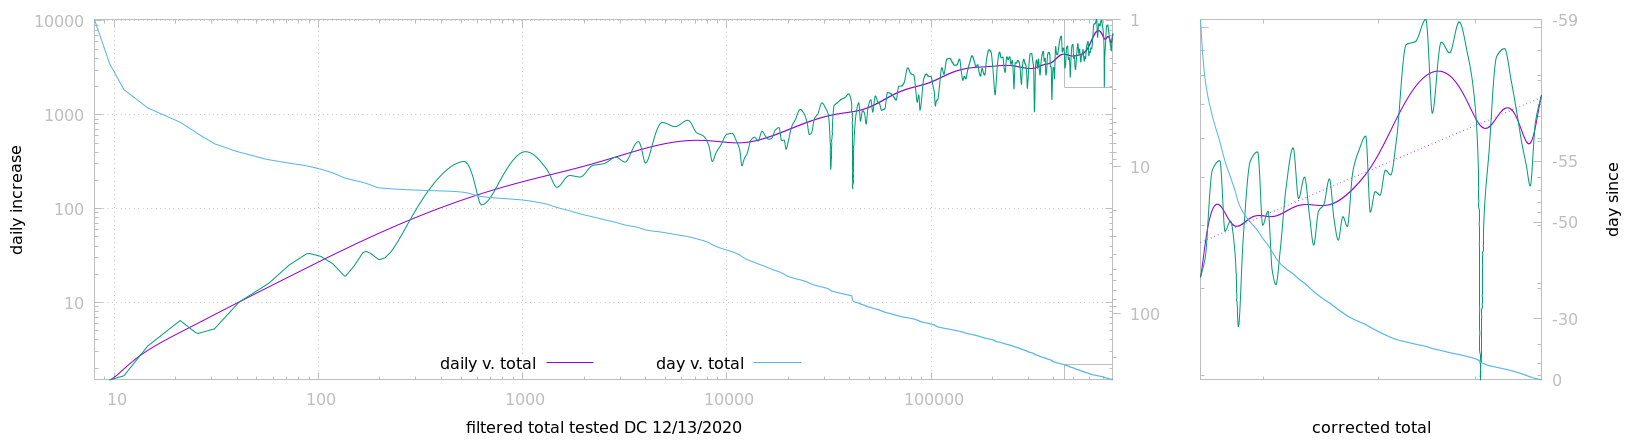 10000
1000
100
10
daily increase
daily v. total
day v. total
10
100
1000
10000
100000
filtered total tested DC 12/13/2020
1
10
100
-59
-55
-50
-30
0
day since
corrected total